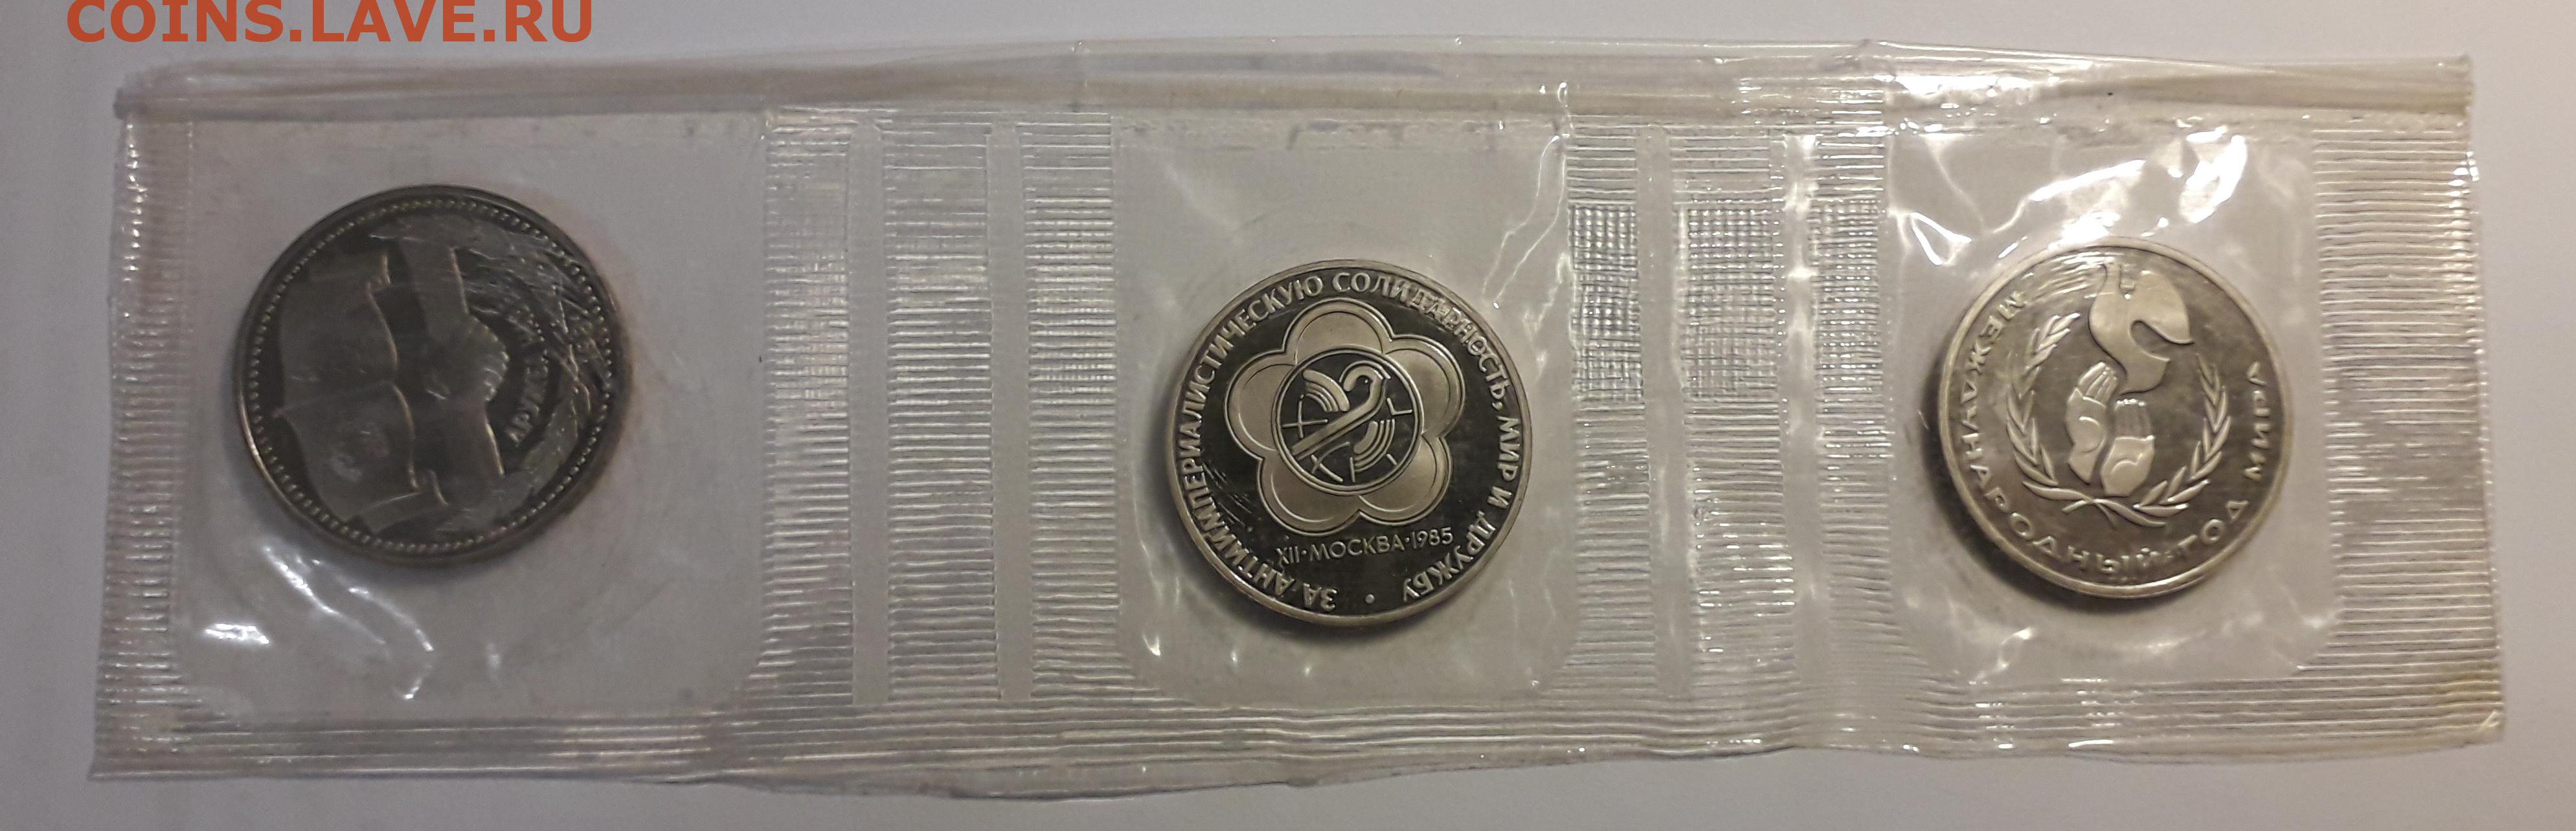 COINS.LAVE.RU
ЗА АНТИИМПЕРИАЛИСТИЧЕСКУЮ СОЛИДАРНОСТЬ, МИР И ДРУЖБУ •
XII·МОСКВА·1985
МЕЖДУНАРОДНЫЙ·ГОД МИРА